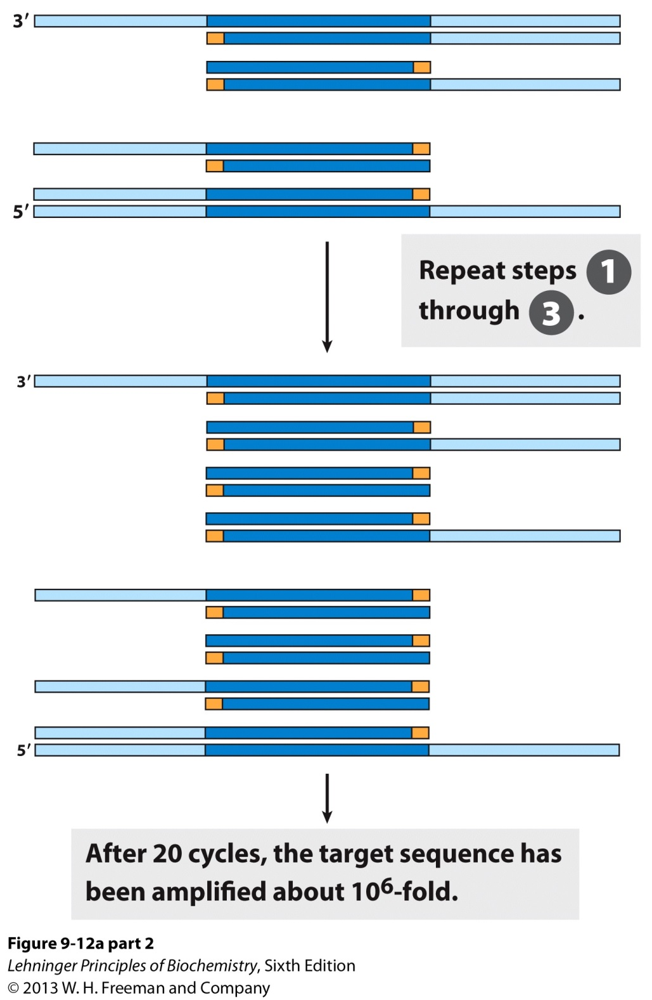 3′
5′
Repeat steps 1
through 3.
3′
5′
After 20 cycles, the target sequence has
been amplified about 10⁶-fold.
Figure 9-12a part 2
Lehninger Principles of Biochemistry, Sixth Edition
© 2013 W. H. Freeman and Company